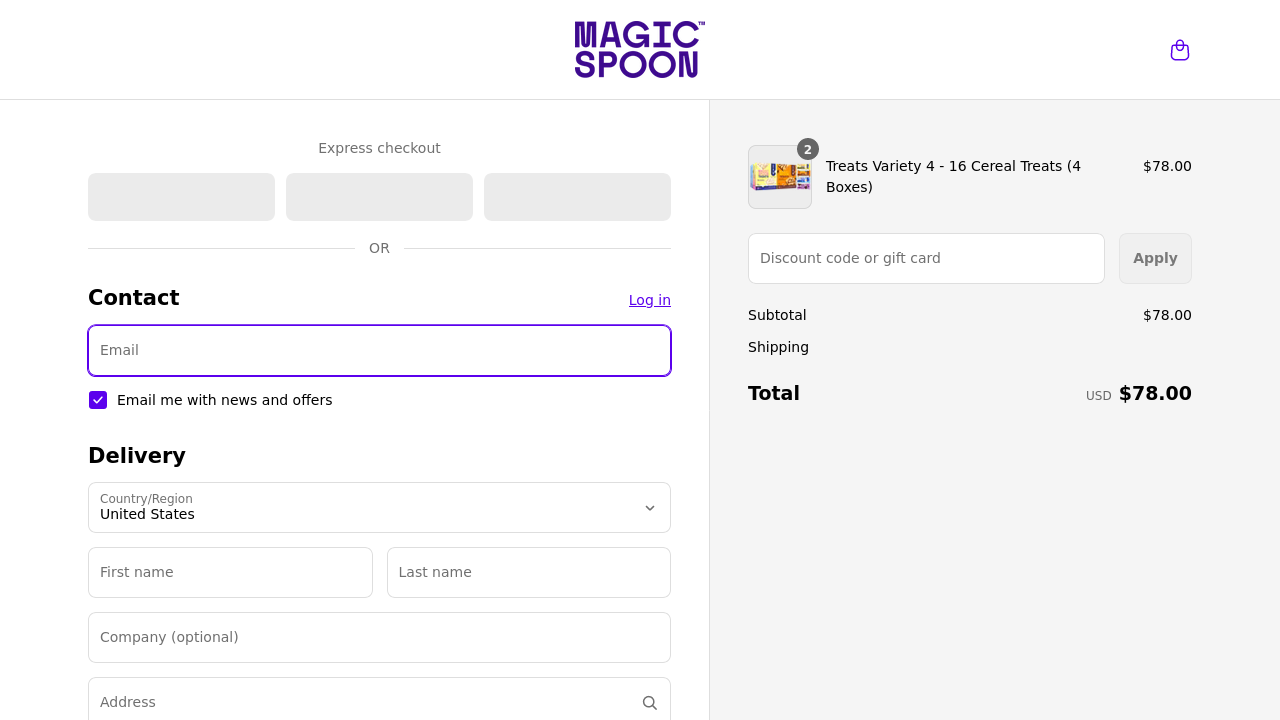 MAGIC™
SPOON
Express checkout
OR
Contact
Log in
Email
Email me with news and offers
Delivery
Country/Region
United States
First name
Last name
Company (optional)
Address
2
Treats Variety 4 - 16 Cereal Treats (4
Boxes)
$78.00
Discount code or gift card
Apply
Subtotal
$78.00
Shipping
Total
USD $78.00